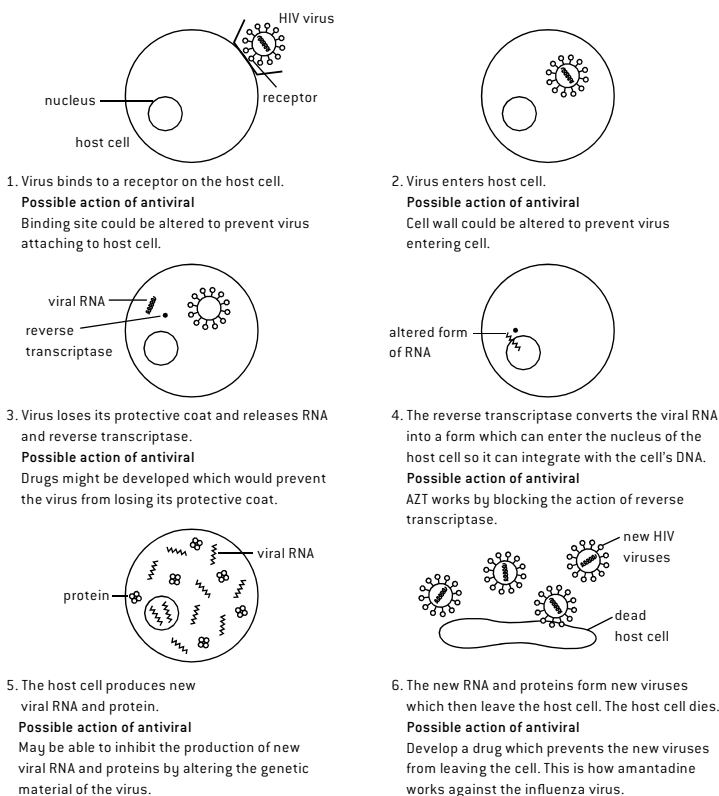 HIV virus
nucleus
receptor
host cell
1. Virus binds to a receptor on the host cell.
Possible action of antiviral
Binding site could be altered to prevent virus
attaching to host cell.
2. Virus enters host cell.
Possible action of antiviral
Cell wall could be altered to prevent virus
entering cell.
viral RNA
reverse
transcriptase
altered form
of RNA
3. Virus loses its protective coat and releases RNA
and reverse transcriptase.
Possible action of antiviral
Drugs might be developed which would prevent
the virus from losing its protective coat.
4. The reverse transcriptase converts the viral RNA
into a form which can enter the nucleus of the
host cell so it can integrate with the cell's DNA.
Possible action of antiviral
AZT works by blocking the action of reverse
transcriptase.
viral RNA
protein
new HIV
viruses
dead
host cell
5. The host cell produces new
viral RNA and protein.
Possible action of antiviral
May be able to inhibit the production of new
viral RNA and proteins by altering the genetic
material of the virus.
6. The new RNA and proteins form new viruses
which then leave the host cell. The host cell dies.
Possible action of antiviral
Develop a drug which prevents the new viruses
from leaving the cell. This is how amantadine
works against the influenza virus.